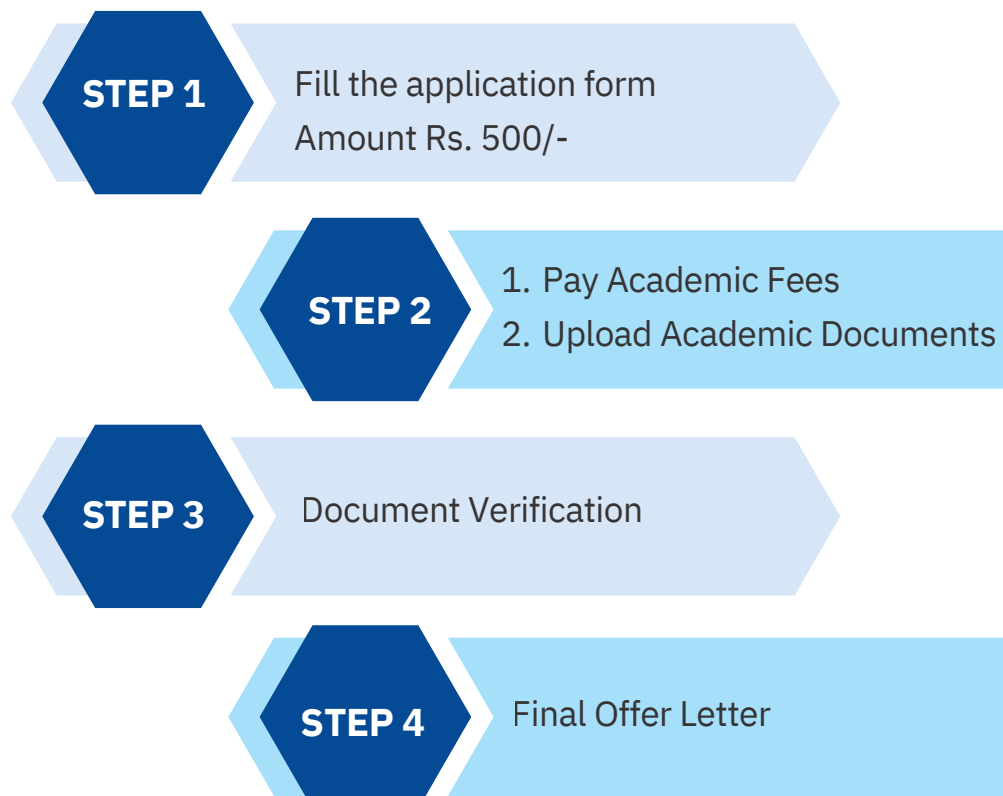 STEP 1
Fill the application form
Amount Rs. 500/-
STEP 2
1. Pay Academic Fees
2. Upload Academic Documents
STEP 3
Document Verification
STEP 4
Final Offer Letter